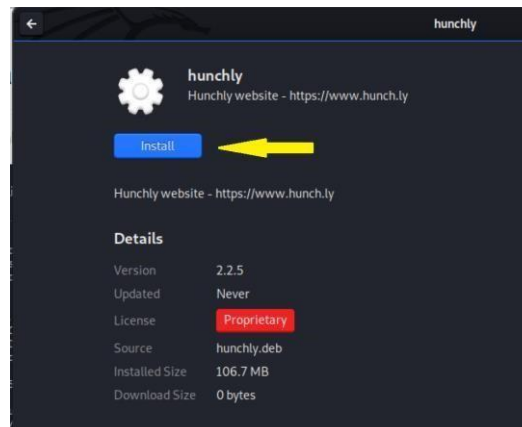 hunchly
hunchly
Hunchly website - https://www.hunch.ly
Install
Hunchly website - https://www.hunch.ly
Details
Version 2.2.5
Updated Never
License Proprietary
Source hunchly.deb
Installed Size 106.7 MB
Download Size 0 bytes